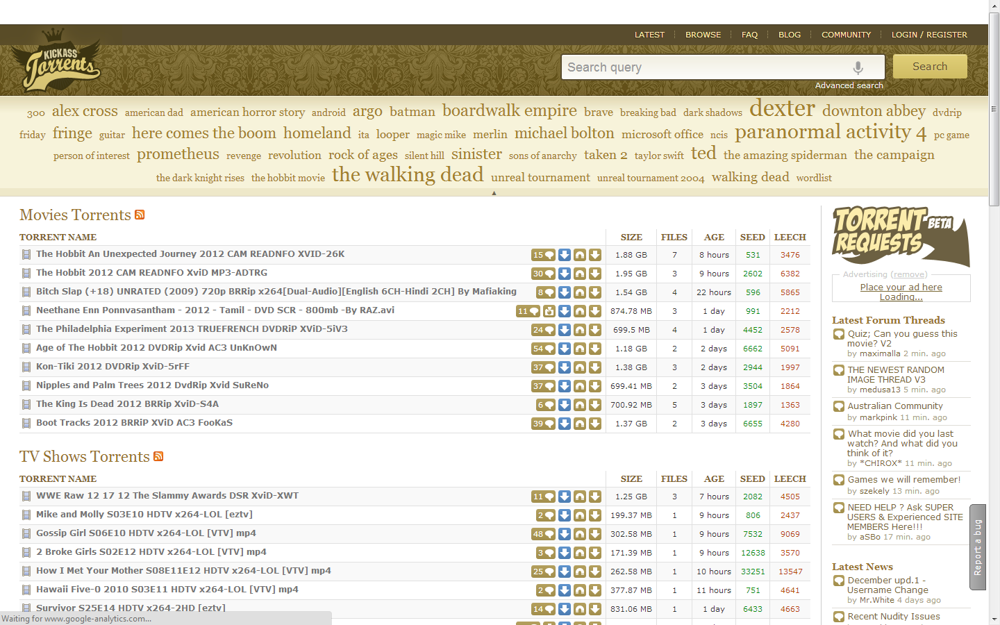 LATEST BROWSE FAQ BLOG COMMUNITY LOGIN / REGISTER
KICKASS
Torrents
Search query
Search
Advanced search
300 alex cross american dad american horror story android argo batman boardwalk empire brave breaking bad dark shadows dexter downton abbey dvdrip
friday fringe guitar here comes the boom homeland ita looper magic mike merlin michael bolton microsoft office ncis paranormal activity 4 pc game
person of interest prometheus revenge revolution rock of ages silent hill sinister sons of anarchy taken 2 taylor swift ted the amazing spiderman the campaign
the dark knight rises the hobbit movie the walking dead unreal tournament unreal tournament 2004 walking dead wordlist
Movies Torrents
TORRENT NAME SIZE FILES AGE SEED LEECH
The Hobbit An Unexpected Journey 2012 CAM READNFO XVID-26K 15 1.88 GB 7 8 hours 531 3476
The Hobbit 2012 CAM READNFO XviD MP3-ADTRG 30 1.95 GB 3 9 hours 2602 6382
Bitch Slap (+18) UNRATED (2009) 720p BRRip x264[Dual-Audio][English 6CH-Hindi 2CH] By Mafiaking 8 1.54 GB 4 22 hours 596 5865
Neethane Enn Ponnvasantham - 2012 - Tamil - DVD SCR - 800mb -By RAZ.avi 11 874.78 MB 3 1 day 991 2212
The Philadelphia Experiment 2013 TRUEFRENCH DVDRiP XViD-5iV3 24 699.5 MB 4 1 day 4452 2578
Age of The Hobbit 2012 DVDRip Xvid AC3 UnKnOwN 54 1.18 GB 2 2 days 6662 5091
Kon-Tiki 2012 DVDRip XviD-5rFF 37 1.38 GB 3 2 days 2944 1997
Nipples and Palm Trees 2012 DvdRip Xvid SuReNo 37 699.41 MB 2 3 days 3504 1864
The King Is Dead 2012 BRRip XviD-S4A 6 700.92 MB 5 3 days 1897 1363
Boot Tracks 2012 BRRiP XViD AC3 FooKaS 39 1.37 GB 2 3 days 6655 4280
TV Shows Torrents
TORRENT NAME SIZE FILES AGE SEED LEECH
WWE Raw 12 17 12 The Slammy Awards DSR XviD-XWT 11 1.25 GB 3 7 hours 2082 4505
Mike and Molly S03E10 HDTV x264-LOL [eztv] 2 199.37 MB 1 9 hours 806 2437
Gossip Girl S06E10 HDTV x264-LOL [VTV] mp4 48 302.58 MB 1 9 hours 7532 9069
2 Broke Girls S02E12 HDTV x264-LOL [VTV] mp4 3 171.39 MB 1 9 hours 12638 3570
How I Met Your Mother S08E11E12 HDTV x264-LOL [VTV] mp4 25 262.58 MB 1 10 hours 33251 13547
Hawaii Five-0 2010 S03E11 HDTV x264-LOL [VTV] mp4 2 377.87 MB 1 11 hours 751 4641
Survivor S25E14 HDTV x264-2HD [eztv] 14 831.06 MB 1 1 day 6433 4663
Waiting for www.google-analytics.com...
TORRENT BETA
REQUESTS
Advertising (remove)
Place your ad here
Loading...
Latest Forum Threads
Quiz; Can you guess this
movie? V2
by maximalla 2 min. ago
THE NEWEST RANDOM
IMAGE THREAD V3
by medusa13 5 min. ago
Australian Community
by markpink 11 min. ago
What movie did you last
watch? And what did you
think of it?
by *CHIROX* 11 min. ago
Games we will remember!
by szekely 13 min. ago
NEED HELP ? Ask SUPER
USERS & Experienced SITE
MEMBERS Here!!!
by aSBo 17 min. ago
Latest News
December upd.1 -
Username Change
by Mr.White 4 days ago
Recent Nudity Issues
Report a bug